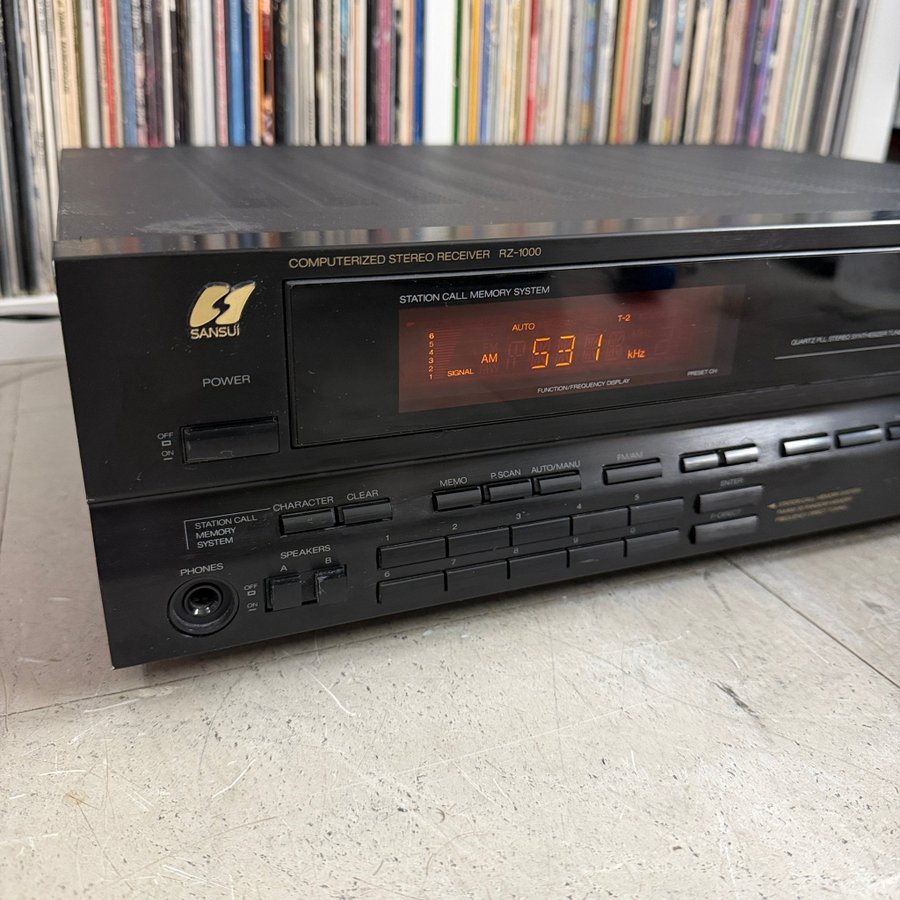 COMPUTERIZED STEREO RECEIVER RZ-1000
SANSUI
STATION CALL MEMORY SYSTEM
6
5
4
3
2
1
SIGNAL
AUTO
T-2
AM 531 kHz
FUNCTION/FREQUENCY DISPLAY
PRESET CH
QUARTZ PLL STEREO SYNTHESIZER
POWER
OFF
ON
MEMO P.SCAN AUTO/MANU FM/AM
STATION CALL
MEMORY
SYSTEM
CHARACTER CLEAR
1 2 3 4 5
ENTER
6 7 8 9
PHONES
SPEAKERS
A B
OFF
ON